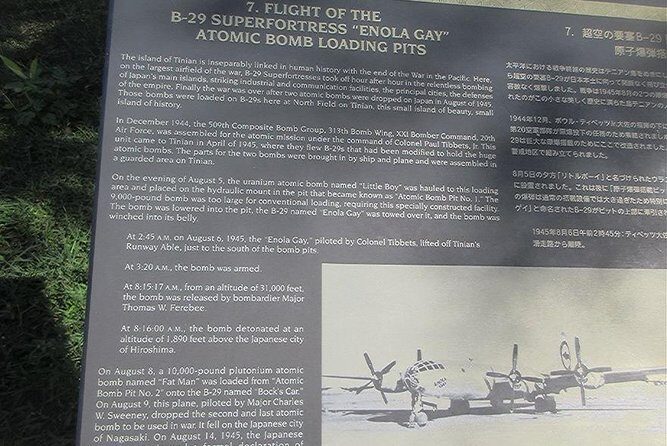 7. FLIGHT OF THE
B-29 SUPERFORTRESS "ENOLA GAY"
ATOMIC BOMB LOADING PITS
The island of Tinian is inseparably linked in human history with the end of the War in the Pacific. Here,
on the largest airfield of the war, B-29 Superfortresses took off hour after hour in the relentless bombing
of Japan's main islands, striking industrial and communication facilities, the principal cities, the defenses
of the empire. Finally the war was over after two atomic bombs were dropped on Japan in August of 1945.
Those bombs were loaded on B-29s here at North Field on Tinian, this small island of beauty, small
island of history.
In December 1944, the 509th Composite Bomb Group, 313th Bomb Wing, XXI Bomber Command, 20th
Air Force, was assembled for the atomic mission under the command of Colonel Paul Tibbets, Jr. This
unit came to Tinian in April of 1945, where they flew B-29s that had been modified to hold the huge
atomic bombs. The parts for the two bombs were brought in by ship and plane and were assembled in
a guarded area on Tinian.
On the evening of August 5, the uranium atomic bomb named "Little Boy" was hauled to this loading
area and placed on the hydraulic mount in the pit that became known as "Atomic Bomb Pit No. 1." The
9,000-pound bomb was too large for conventional loading, requiring this specially constructed facility.
The bomb was lowered into the pit, the B-29 named "Enola Gay" was towed over it, and the bomb was
winched into its belly.
At 2:45 A.M. on August 6, 1945, the "Enola Gay," piloted by Colonel Tibbets, lifted off Tinian's
Runway Able, just to the south of the bomb pits.
At 3:20 A.M., the bomb was armed.
At 8:15:17 A.M., from an altitude of 31,000 feet,
the bomb was released by bombardier Major
Thomas W. Ferebee.
At 8:16:00 A.M., the bomb detonated at an
altitude of 1,890 feet above the Japanese city
of Hiroshima.
On August 8, a 10,000-pound plutonium atomic
bomb named "Fat Man" was loaded from "Atomic
Bomb Pit No. 2" onto the B-29 named "Bock's Car."
On August 9, this plane, piloted by Major Charles
W. Sweeney, dropped the second and last atomic
bomb to be used in war. It fell on the Japanese city
of Nagasaki. On August 14, 1945, the Japanese
formal declaration of
7. 超空の要塞B-29
原子爆弾
1944年12月、
1945年8月6日午前2時45分：ティベッツ大
滑走路から離陸。